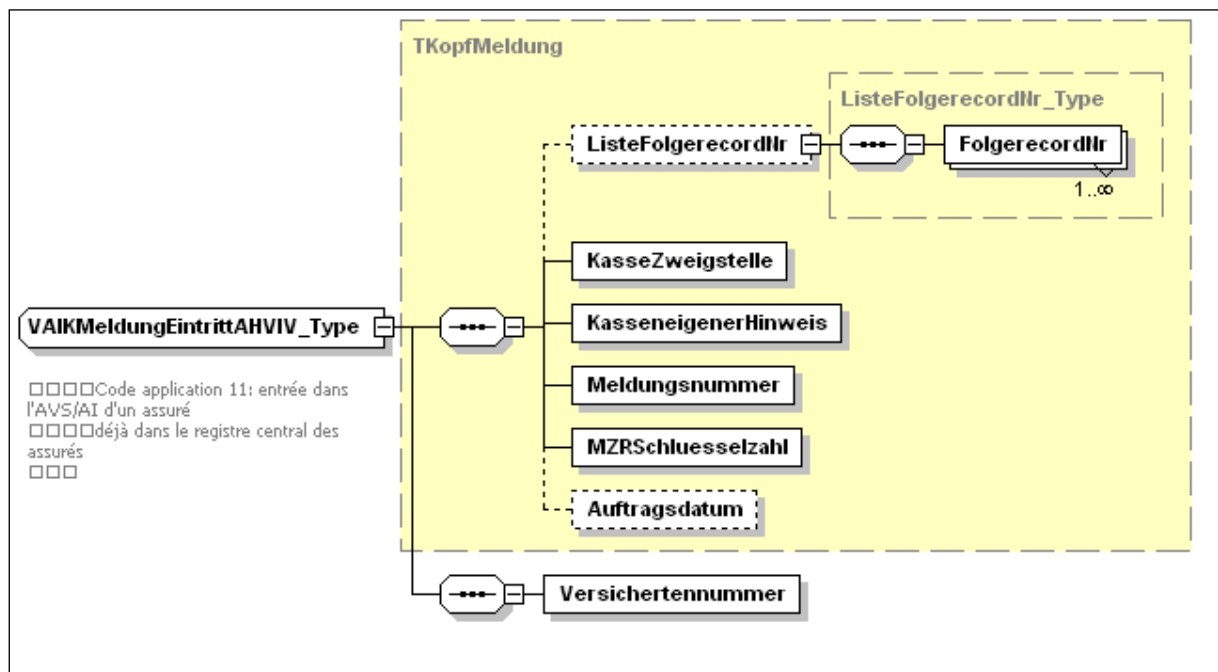 TKopfMeldung
ListeFolgerecordNr_Type
ListeFolgerecordNr
FolgerecordNr
1..∞
KasseZweigstelle
KasseneigenerHinweis
VAIKMeldungEintrittAHVIV_Type
Meldungsnummer
□□□□Code application 11: entrée dans
l'AVS/AI d'un assuré
□□□□déjà dans le registre central des
assurés
□□□
MZRSchluesselzahl
Auftragsdatum
Versichertennummer